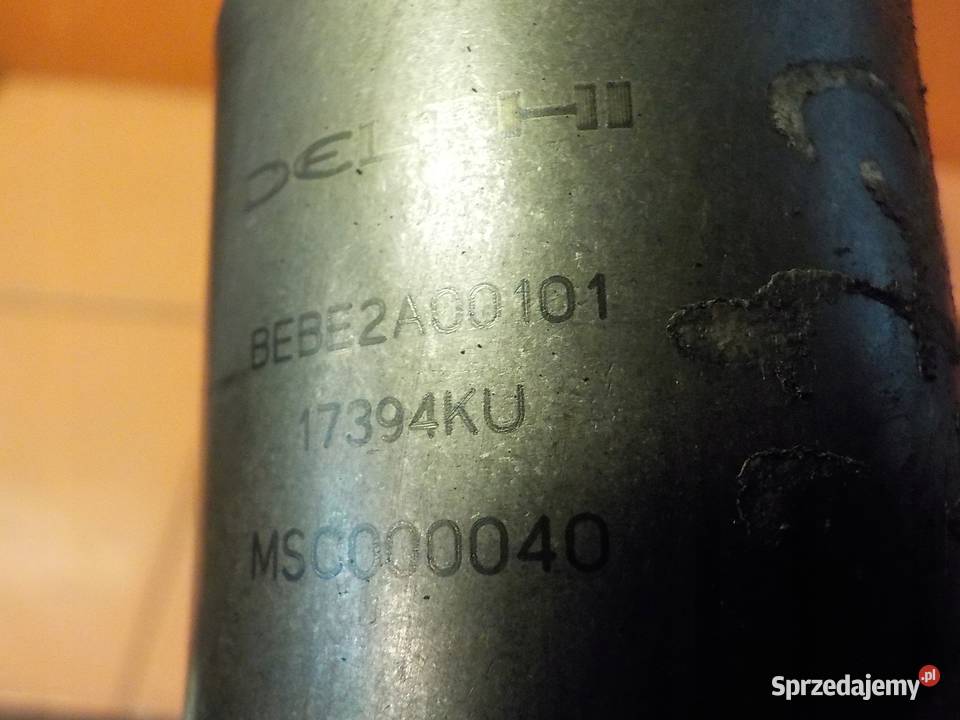 DELPHI
BEBE2A00101
17394KU
MSC000040
Sprzedajemy.pl